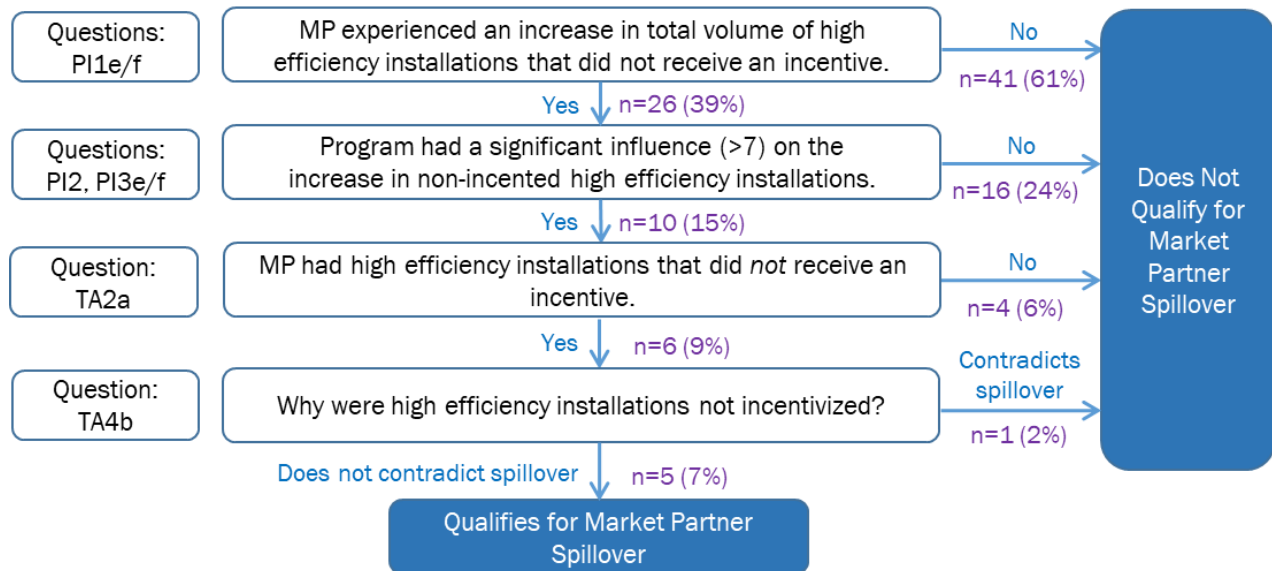 Questions:
PI1e/f
MP experienced an increase in total volume of high
efficiency installations that did not receive an incentive.
No
n=41 (61%)
Yes
n=26 (39%)
Questions:
PI2, PI3e/f
Program had a significant influence (>7) on the
increase in non-incented high efficiency installations.
No
n=16 (24%)
Yes
n=10 (15%)
Question:
TA2a
MP had high efficiency installations that did not receive an
incentive.
No
n=4 (6%)
Yes
n=6 (9%)
Question:
TA4b
Why were high efficiency installations not incentivized?
Contradicts
spillover
n=1 (2%)
Does not contradict spillover
n=5 (7%)
Qualifies for Market Partner
Spillover
Does Not
Qualify for
Market
Partner
Spillover